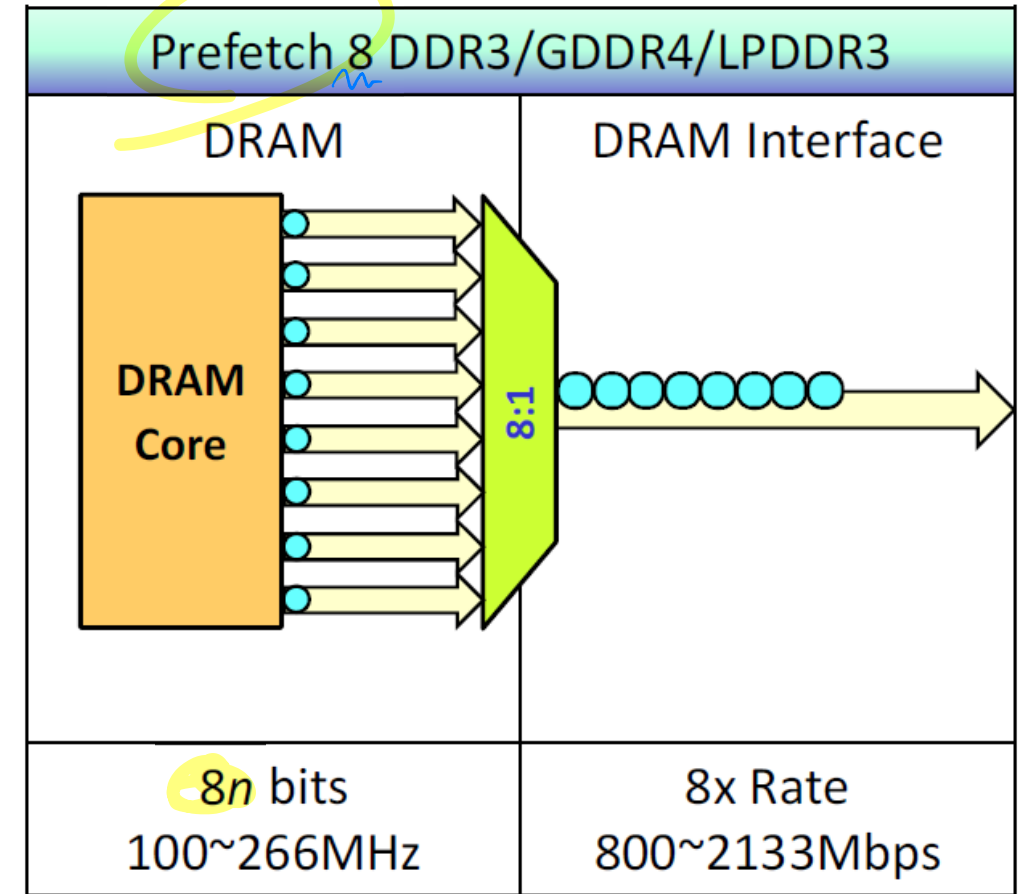 Prefetch 8 DDR3/GDDR4/LPDDR3
DRAM
DRAM Interface
DRAM
Core
8:1
8n bits
100~266MHz
8x Rate
800~2133Mbps